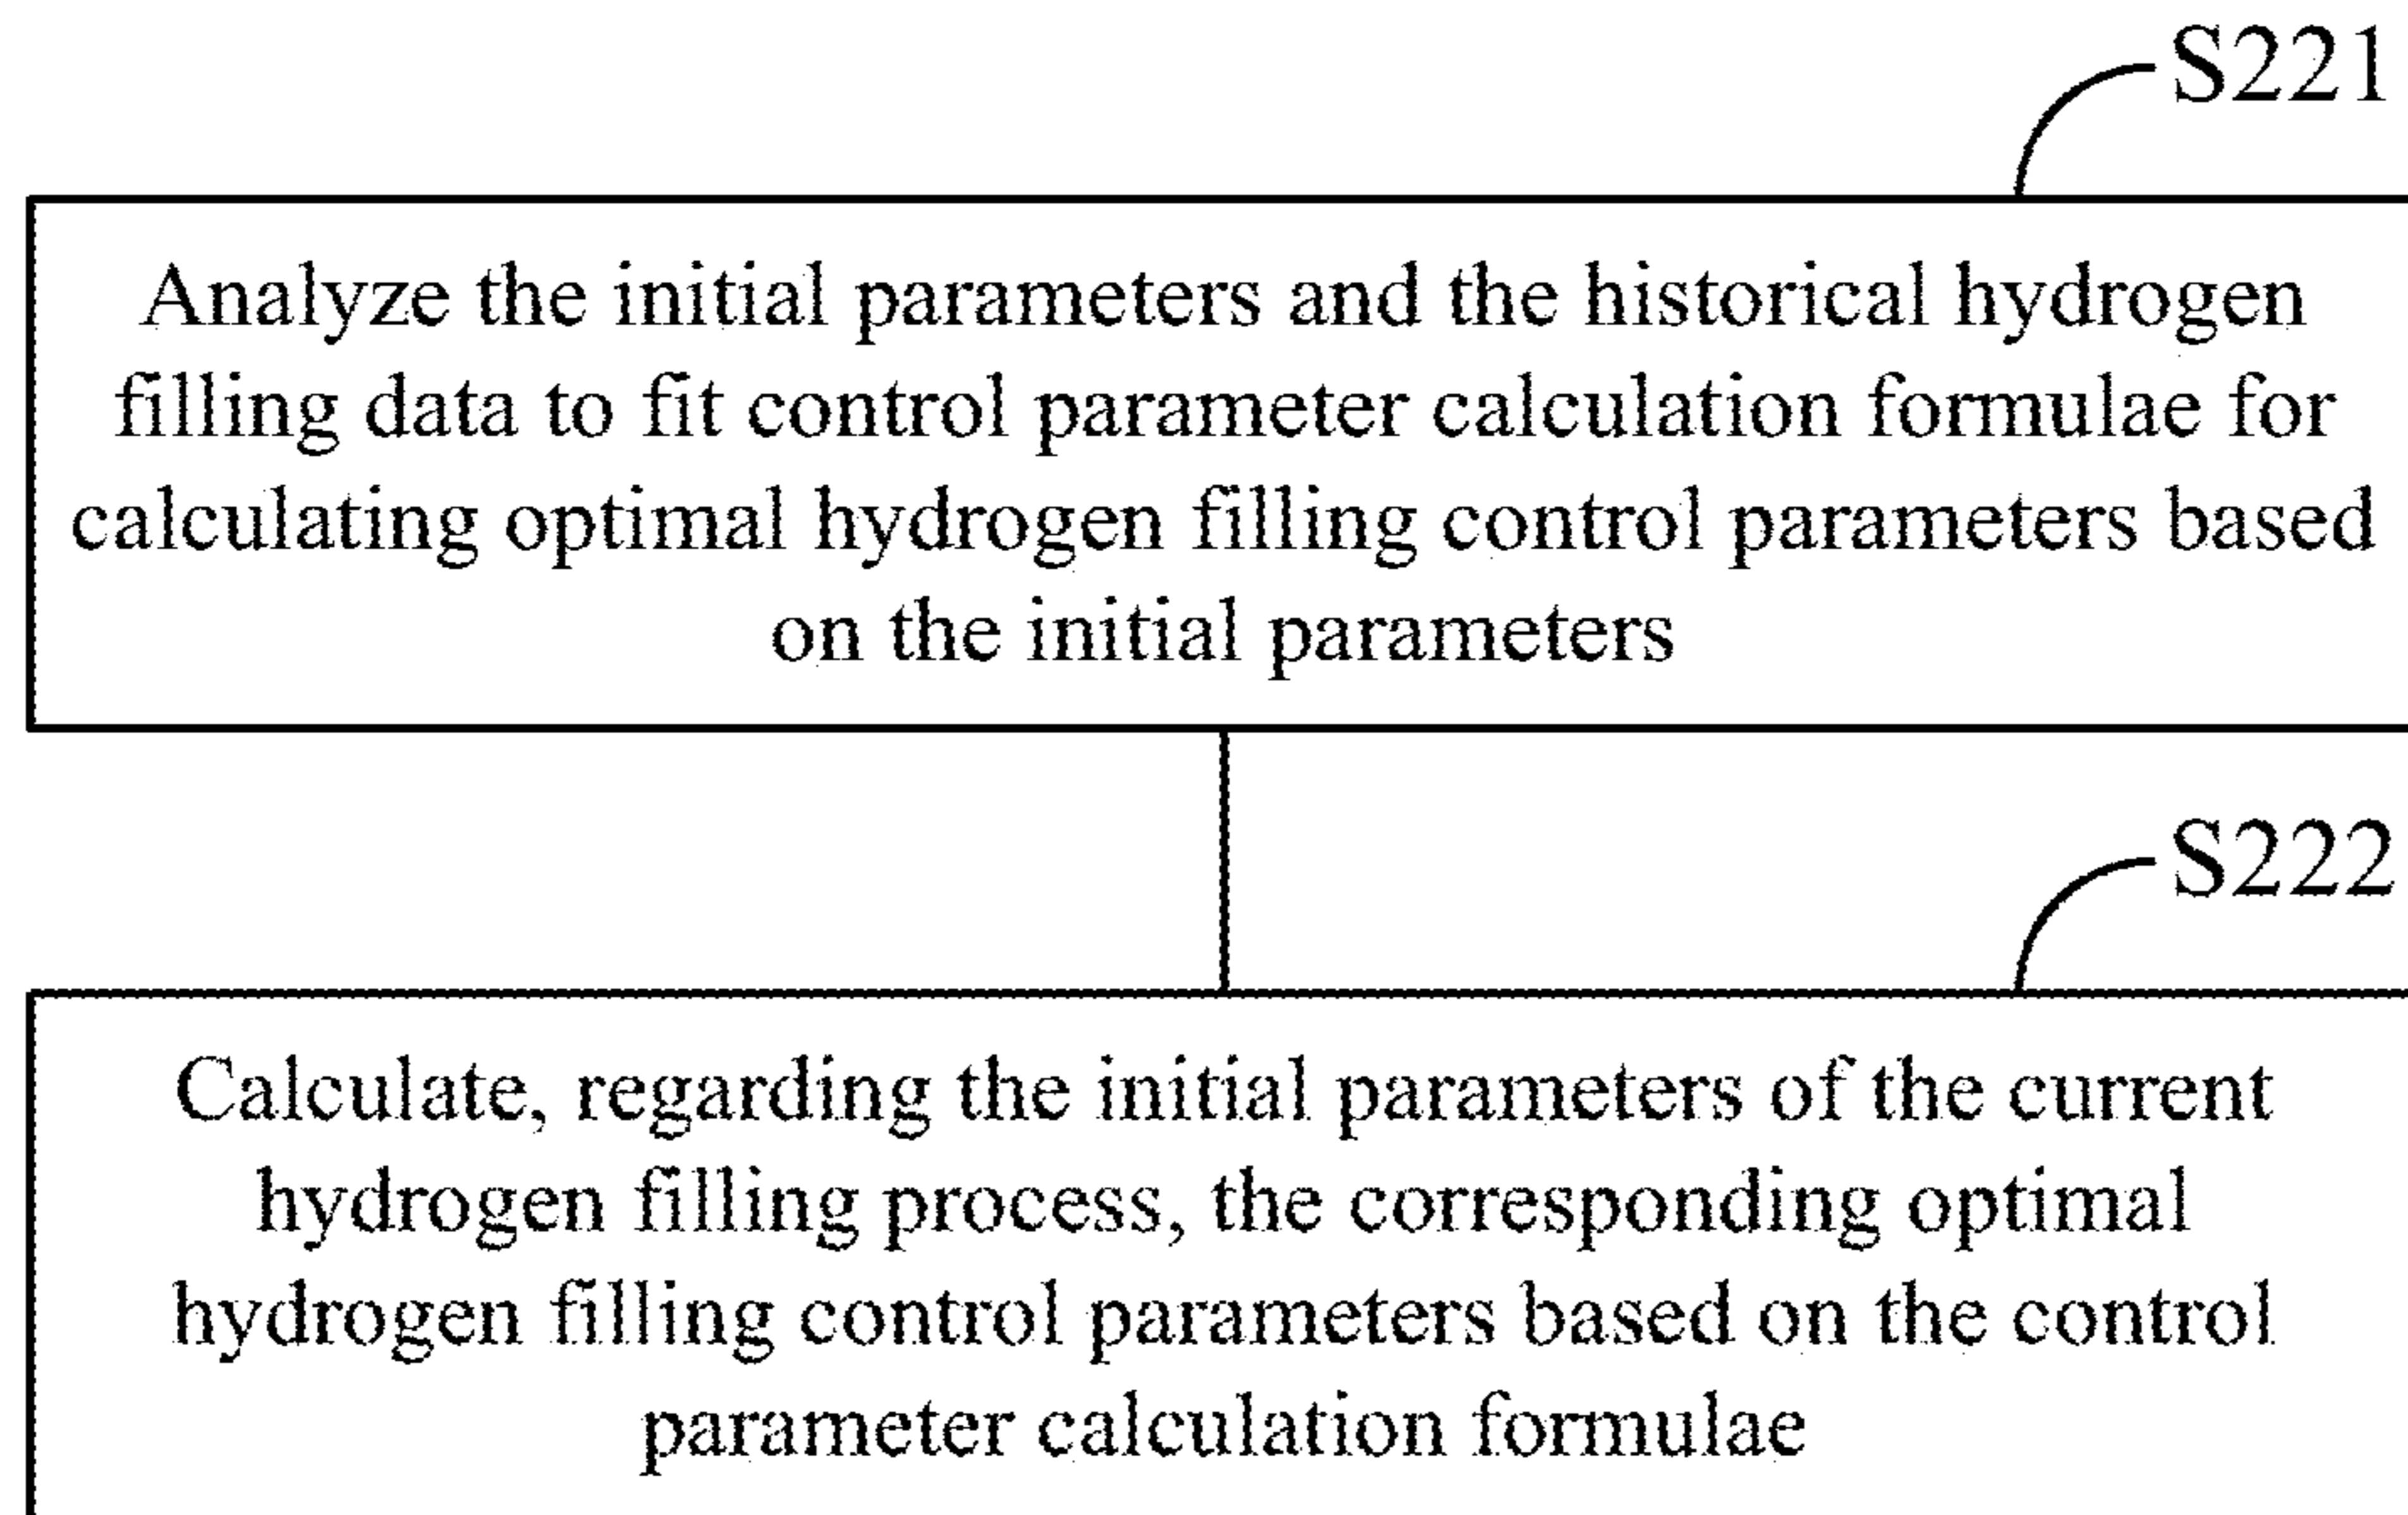 S221
Analyze the initial parameters and the historical hydrogen
filling data to fit control parameter calculation formulae for
calculating optimal hydrogen filling control parameters based
on the initial parameters
S222
Calculate, regarding the initial parameters of the current
hydrogen filling process, the corresponding optimal
hydrogen filling control parameters based on the control
parameter calculation formulae